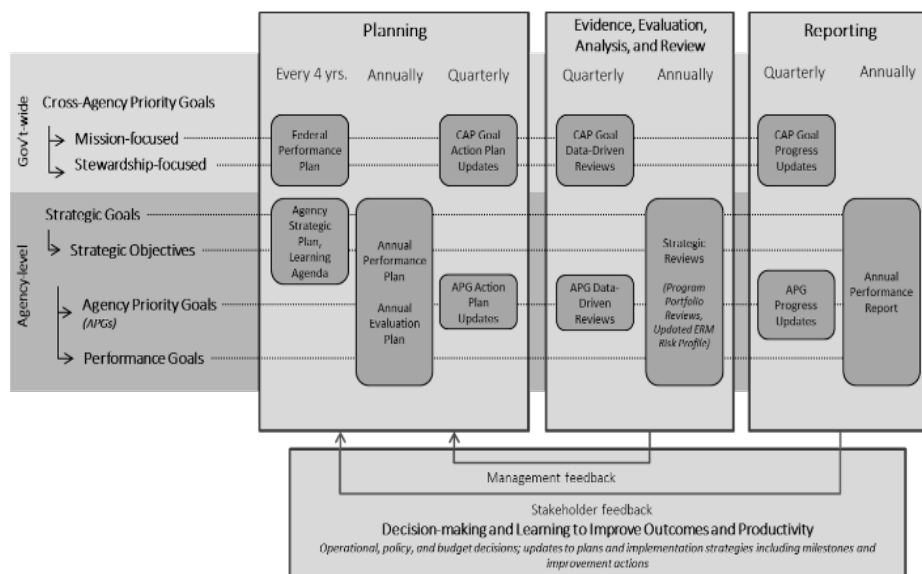 Planning
Evidence, Evaluation,
Analysis, and Review
Reporting
Every 4 yrs.
Annually
Quarterly
Quarterly
Annually
Quarterly
Annually
Gov't-wide
Cross-Agency Priority Goals
Mission-focused
Stewardship-focused
Federal
Performance
Plan
CAP Goal
Action Plan
Updates
CAP Goal
Data-Driven
Reviews
CAP Goal
Progress
Updates
Agency-level
Strategic Goals
Strategic Objectives
Agency Priority Goals
(APGs)
Performance Goals
Agency
Strategic
Plan,
Learning
Agenda
Annual
Performance
Plan
Annual
Evaluation
Plan
APG Action
Plan
Updates
APG Data-
Driven
Reviews
Strategic
Reviews
(Program
Portfolio
Reviews,
Updated ERM
Risk Profile)
APG
Progress
Updates
Annual
Performance
Report
Management feedback
Stakeholder feedback
Decision-making and Learning to Improve Outcomes and Productivity
Operational, policy, and budget decisions; updates to plans and implementation strategies including milestones and
improvement actions